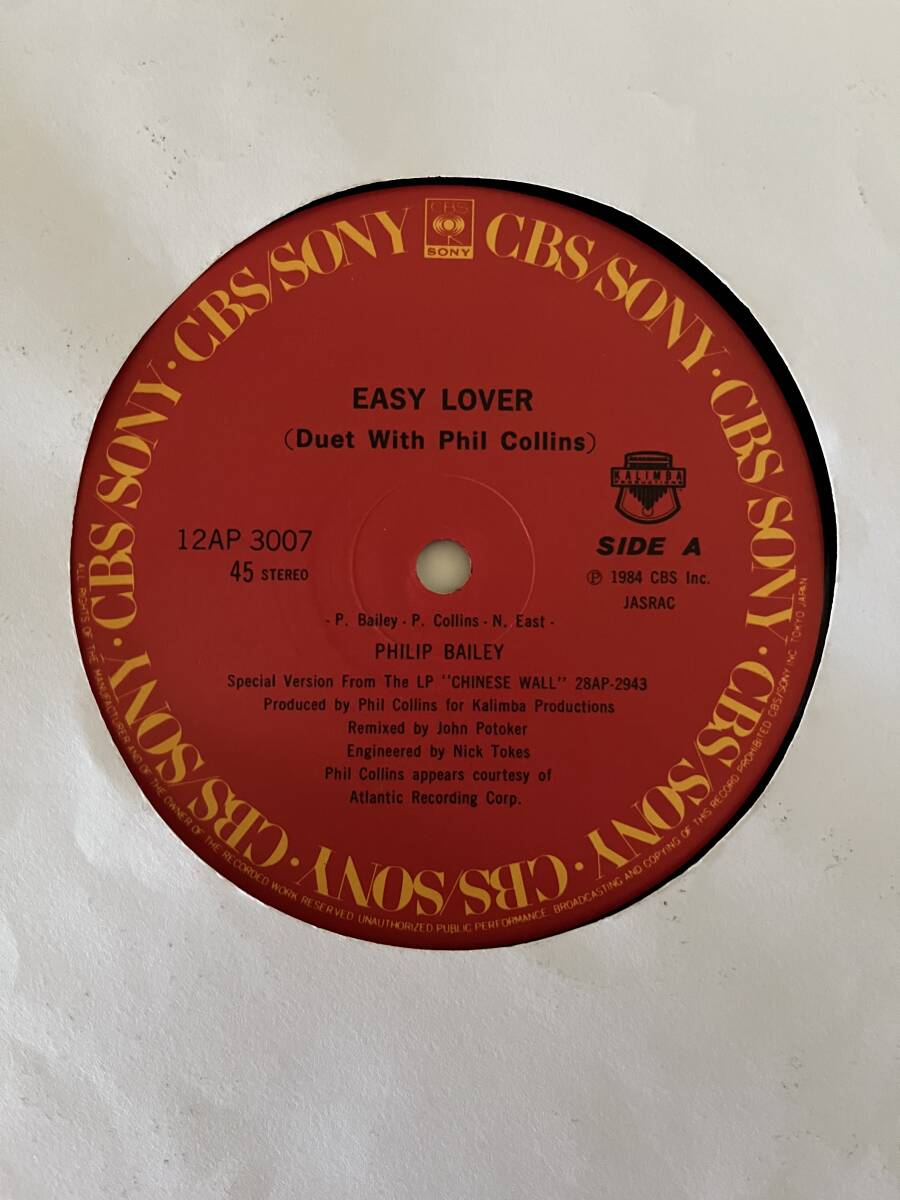 CBS/SONY · CBS/SONY · CBS/SONY · CBS/SONY · CBS/SONY · CBS/SONY · CBS/SONY · CBS/SONY
CBS
SONY
EASY LOVER
(Duet With Phil Collins)
KALIMBA
PRODUCTIONS
12AP 3007
45 STEREO
SIDE A
Ⓟ 1984 CBS Inc.
JASRAC
- P. Bailey - P. Collins - N. East -
PHILIP BAILEY
Special Version From The LP "CHINESE WALL" 28AP-2943
Produced by Phil Collins for Kalimba Productions
Remixed by John Potoker
Engineered by Nick Tokes
Phil Collins appears courtesy of
Atlantic Recording Corp.
ALL RIGHTS OF THE MANUFACTURER AND OF THE OWNER OF THE RECORDED WORK RESERVED UNAUTHORIZED PUBLIC PERFORMANCE. BROADCASTING AND COPYING OF THIS RECORD PROHIBITED CBS/SONY INC. TOKYO JAPAN